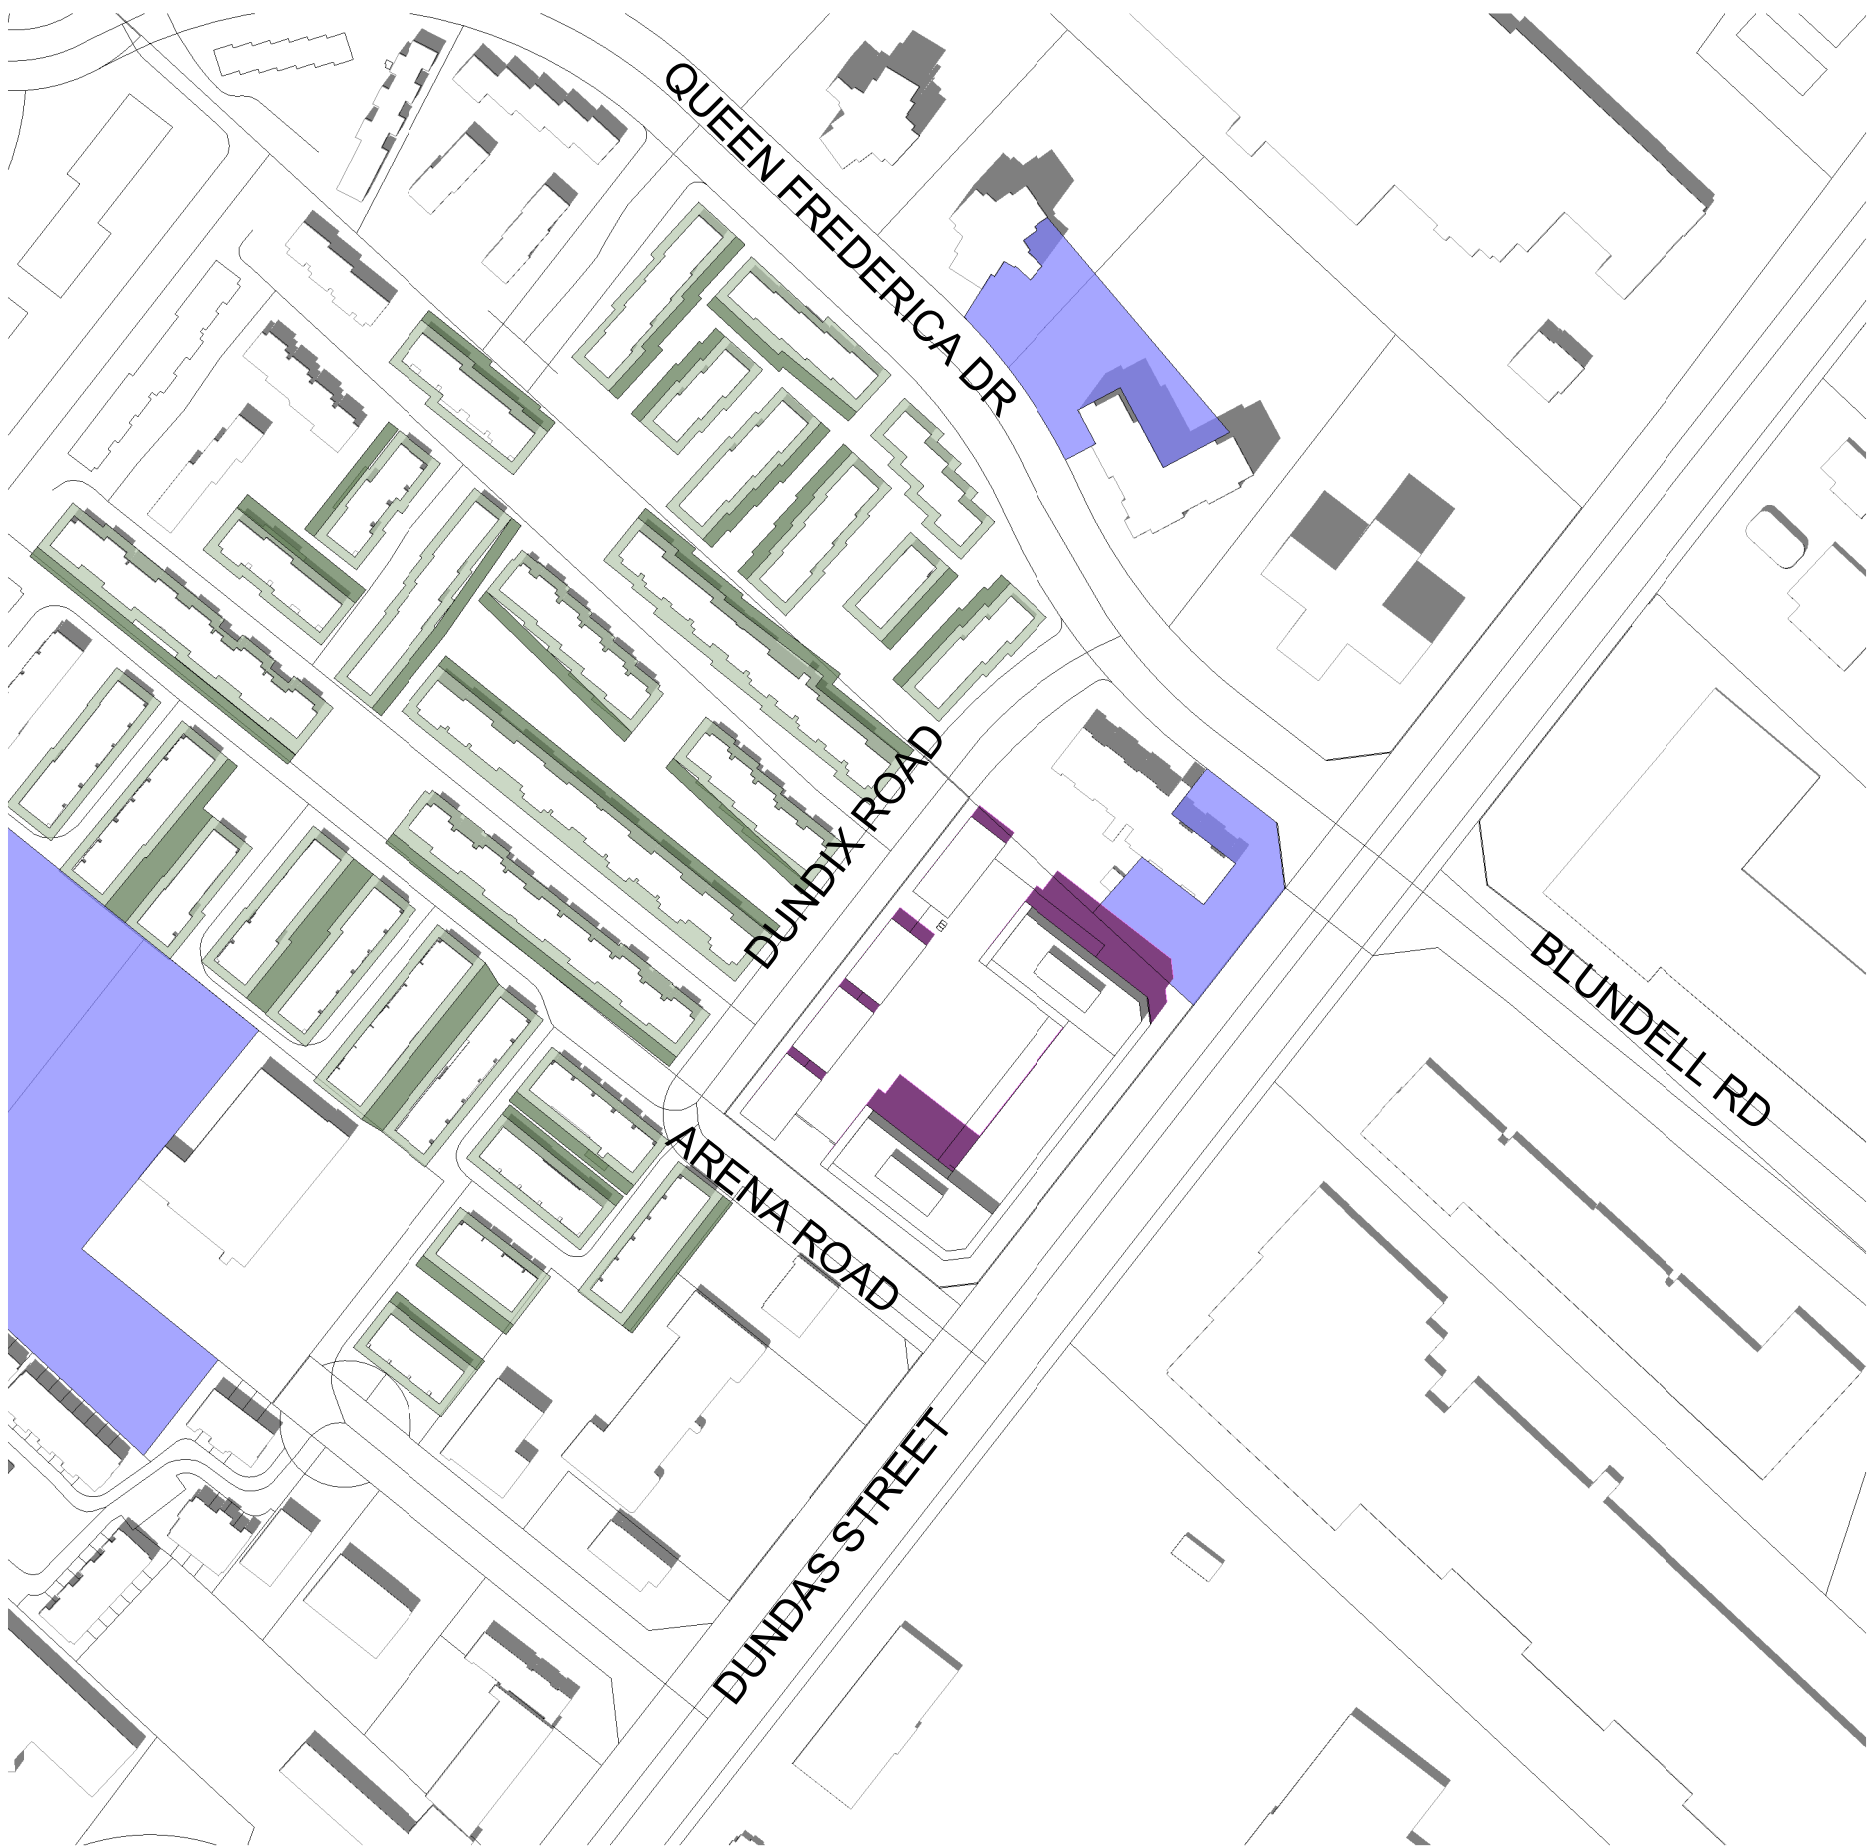 QUEEN FREDERICA DR
DUNDIX ROAD
BLUNDELL RD
ARENA ROAD
DUNDAS STREET